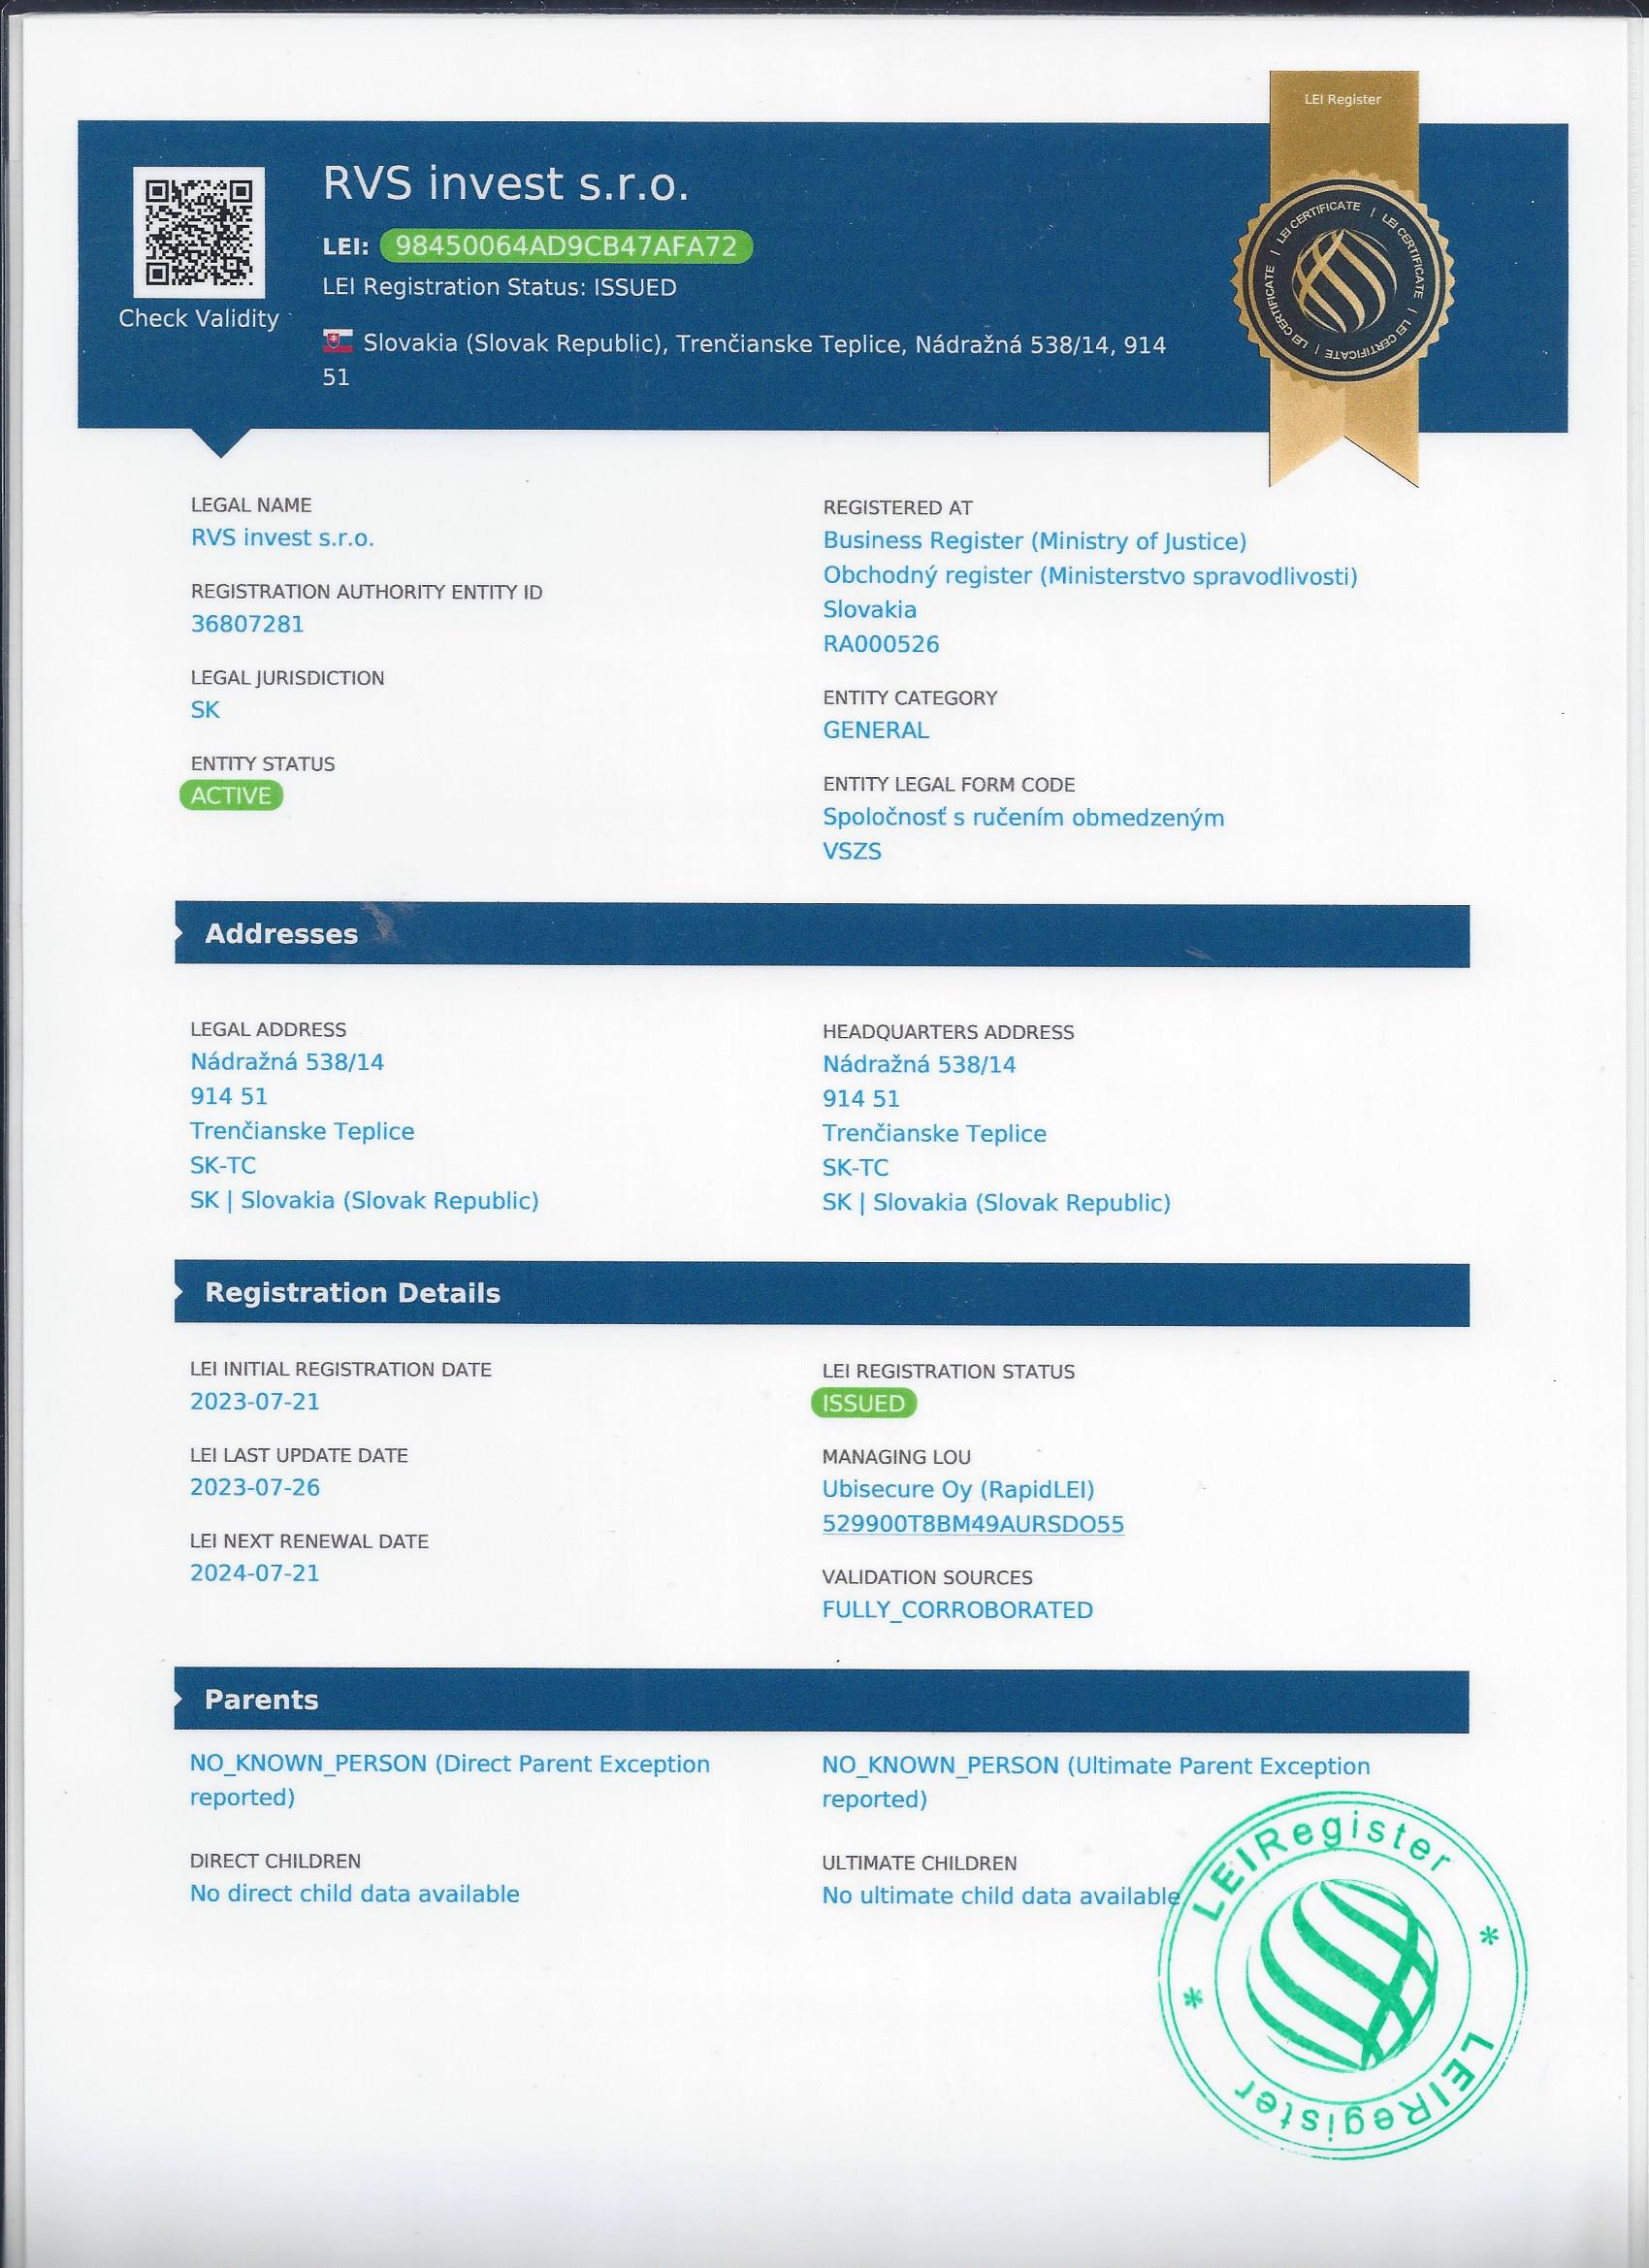 LEI Register
RVS invest s.r.o.
LEI: 98450064AD9CB47AFA72
LEI Registration Status: ISSUED
Check Validity
Slovakia (Slovak Republic), Trenčianske Teplice, Nádražná 538/14, 914
51
LEI CERTIFICATE | LEI CERTIFICATE | LEI CERTIFICATE | LEI CERTIFICATE |
LEGAL NAME
RVS invest s.r.o.
REGISTRATION AUTHORITY ENTITY ID
36807281
LEGAL JURISDICTION
SK
ENTITY STATUS
ACTIVE
REGISTERED AT
Business Register (Ministry of Justice)
Obchodný register (Ministerstvo spravodlivosti)
Slovakia
RA000526
ENTITY CATEGORY
GENERAL
ENTITY LEGAL FORM CODE
Spoločnosť s ručením obmedzeným
VSZS
Addresses
LEGAL ADDRESS
Nádražná 538/14
914 51
Trenčianske Teplice
SK-TC
SK | Slovakia (Slovak Republic)
HEADQUARTERS ADDRESS
Nádražná 538/14
914 51
Trenčianske Teplice
SK-TC
SK | Slovakia (Slovak Republic)
Registration Details
LEI INITIAL REGISTRATION DATE
2023-07-21
LEI LAST UPDATE DATE
2023-07-26
LEI NEXT RENEWAL DATE
2024-07-21
LEI REGISTRATION STATUS
ISSUED
MANAGING LOU
Ubisecure Oy (RapidLEI)
529900T8BM49AURSDO55
VALIDATION SOURCES
FULLY_CORROBORATED
Parents
NO_KNOWN_PERSON (Direct Parent Exception
reported)
DIRECT CHILDREN
No direct child data available
NO_KNOWN_PERSON (Ultimate Parent Exception
reported)
ULTIMATE CHILDREN
No ultimate child data available
LEIRegister
* LEIRegister *